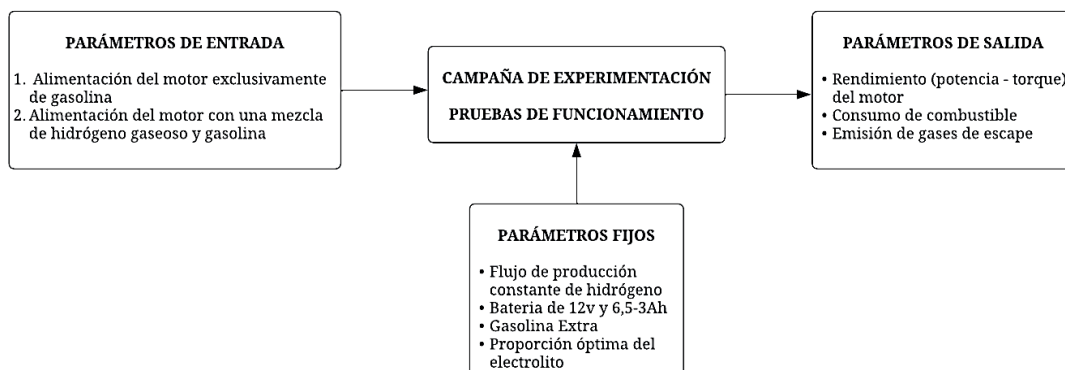 PARÁMETROS DE ENTRADA
1. Alimentación del motor exclusivamente
de gasolina
2. Alimentación del motor con una mezcla
de hidrógeno gaseoso y gasolina
CAMPAÑA DE EXPERIMENTACIÓN
PRUEBAS DE FUNCIONAMIENTO
PARÁMETROS DE SALIDA
• Rendimiento (potencia - torque)
del motor
• Consumo de combustible
• Emisión de gases de escape
PARÁMETROS FIJOS
• Flujo de producción
constante de hidrógeno
• Bateria de 12v y 6,5-3Ah
• Gasolina Extra
• Proporción óptima del
electrolito